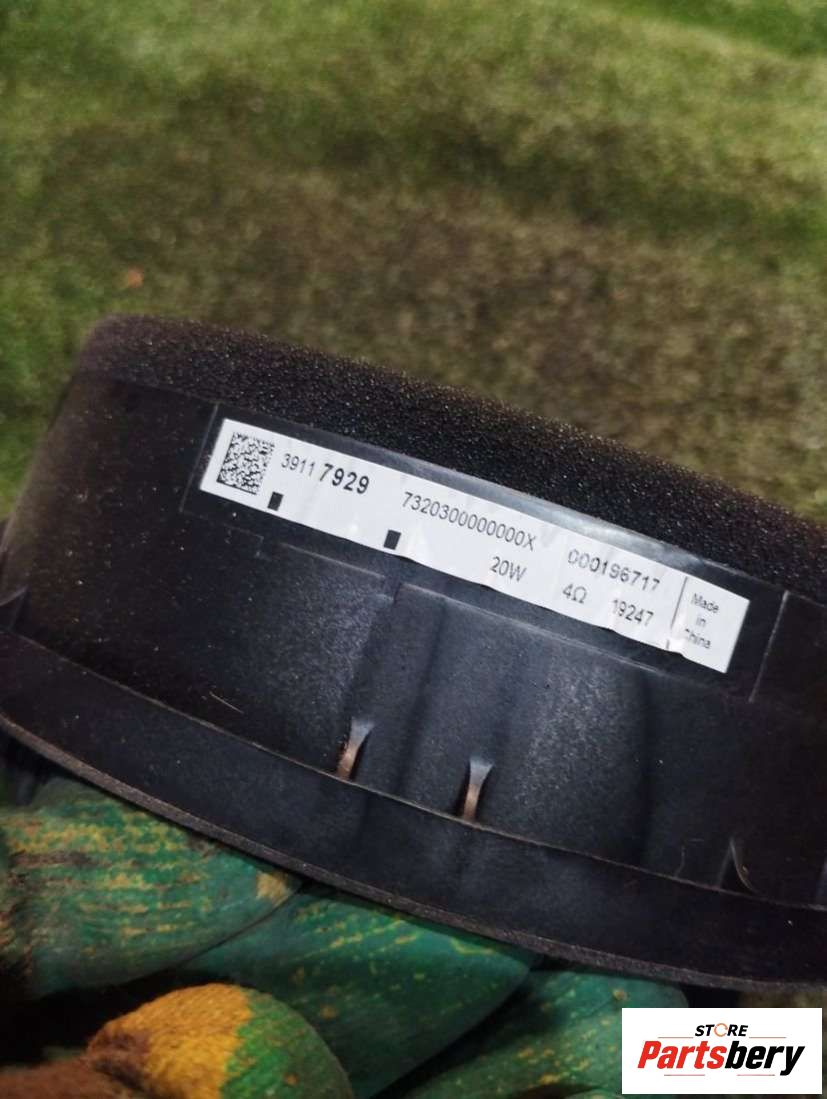 39117929
7320300000000X
000196717
20W
4Ω
19247
Made
in
China
STORE
Partsbery